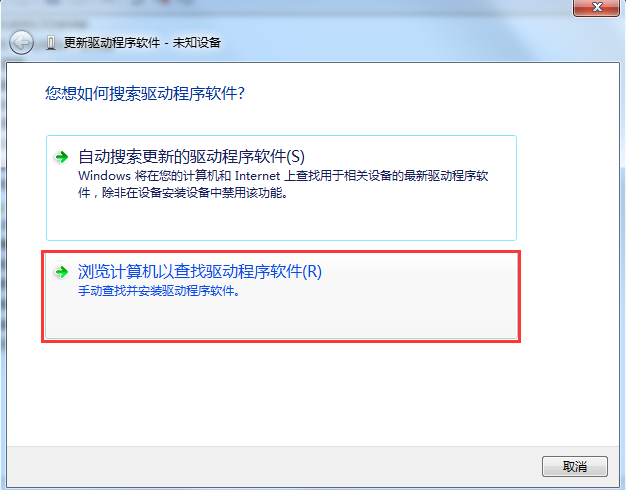 更新驱动程序软件 - 未知设备
您想如何搜索驱动程序软件?
自动搜索更新的驱动程序软件(S)
Windows 将在您的计算机和 Internet 上查找用于相关设备的最新驱动程序软
件，除非在设备安装设备中禁用该功能。
浏览计算机以查找驱动程序软件(R)
手动查找并安装驱动程序软件。
取消